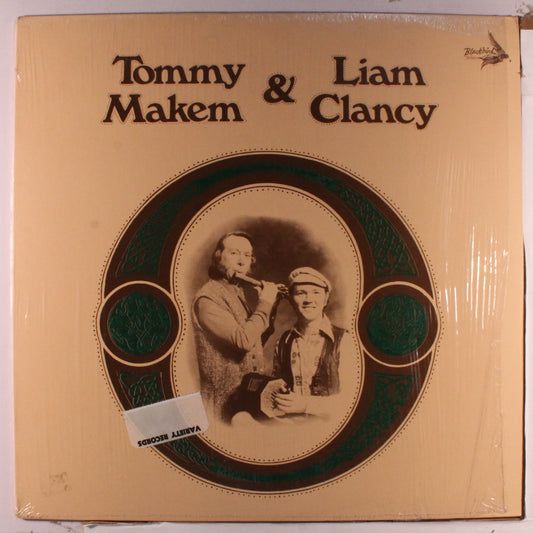 Blackbird
Tommy Makem
&
Liam Clancy
VARIETY RECORDS